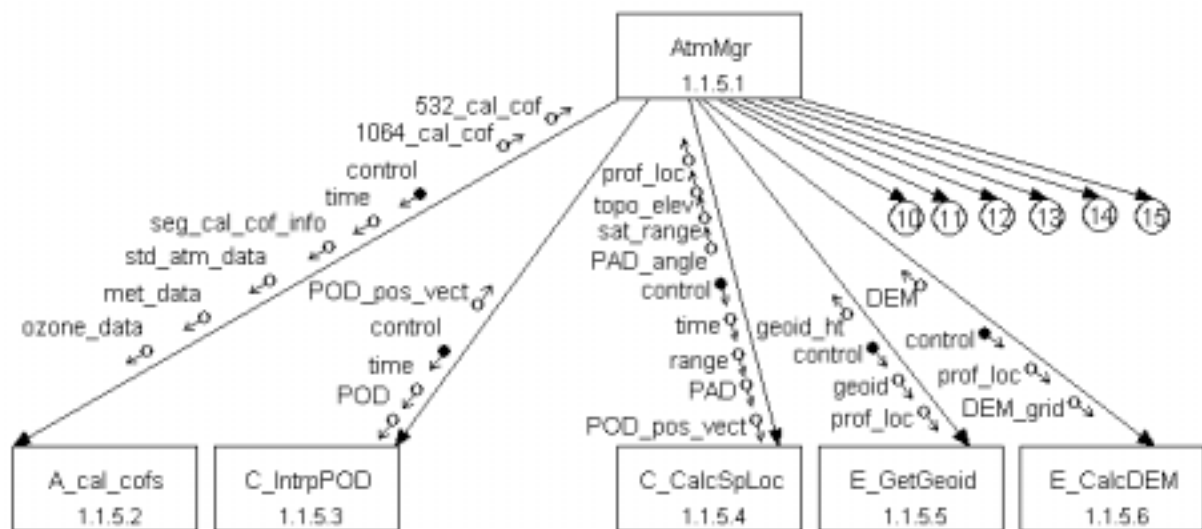 AtmMgr
1.1.5.1
532_cal_cof
1064_cal_cof
control
time
seg_cal_cof_info
std_atm_data
met_data
ozone_data
POD_pos_vect
control
time
POD
prof_loc
topo_elev
sat_range
PAD_angle
control
time
range
PAD
POD_pos_vect
geoid_ht
control
geoid
prof_loc
DEM
control
prof_loc
DEM_grid
10 11 12 13 14 15
A_cal_cofs
1.1.5.2
C_IntrpPOD
1.1.5.3
C_CalcSpLoc
1.1.5.4
E_GetGeoid
1.1.5.5
E_CalcDEM
1.1.5.6